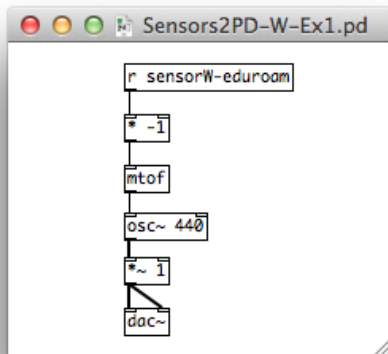 Sensors2PD-W-Ex1.pd
r sensorW-eduroam
* -1
mtof
osc~ 440
*~ 1
dac~